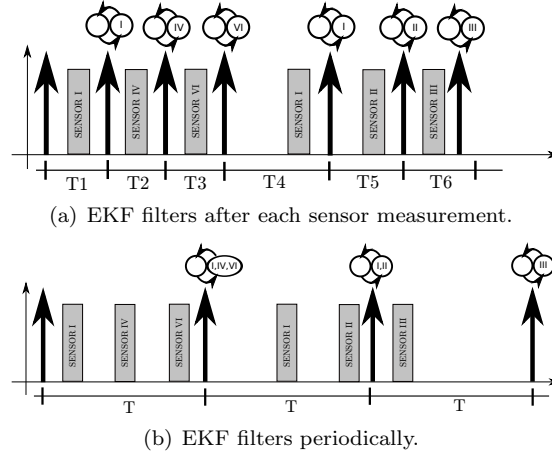 I IV VI I II III
SENSOR I SENSOR IV SENSOR VI SENSOR I SENSOR II SENSOR III
T1 T2 T3 T4 T5 T6
(a) EKF filters after each sensor measurement.
I,IV,VI I,II III
SENSOR I SENSOR IV SENSOR VI SENSOR I SENSOR II SENSOR III
T T T
(b) EKF filters periodically.